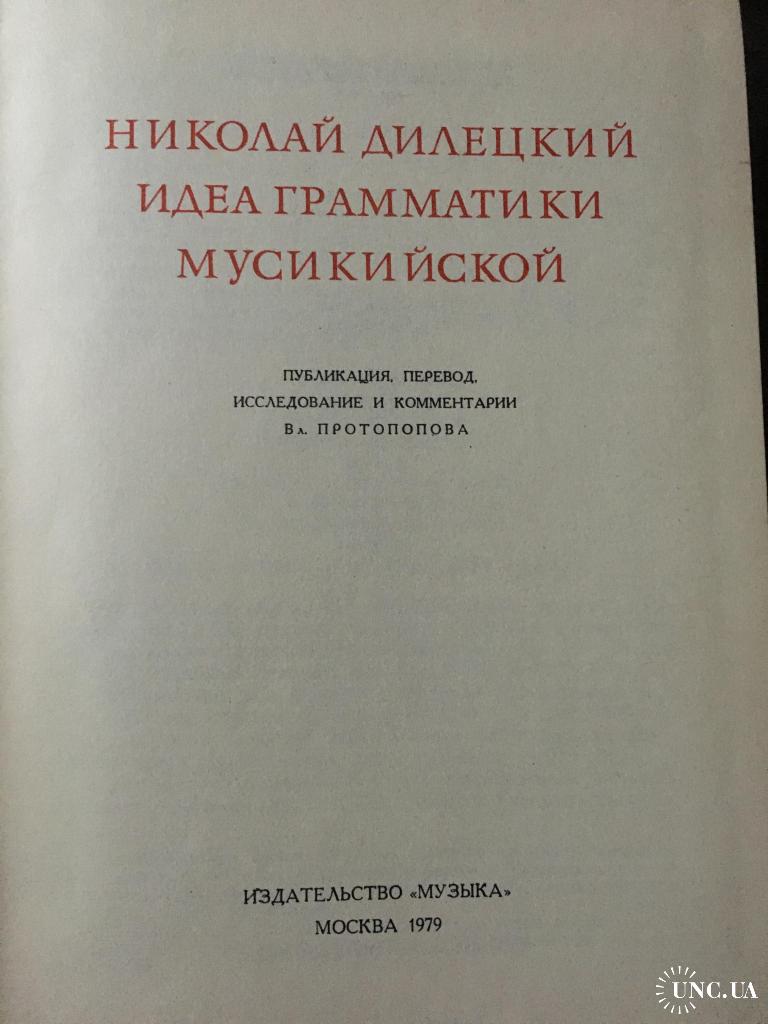 НИКОЛАЙ ДИЛЕЦКИЙ
ИДЕА ГРАММАТИКИ
МУСИКИЙСКОЙ
ПУБЛИКАЦИЯ, ПЕРЕВОД,
ИССЛЕДОВАНИЕ И КОММЕНТАРИИ
Вл. ПРОТОПОПОВА
ИЗДАТЕЛЬСТВО «МУЗЫКА»
МОСКВА 1979
UNC.UA